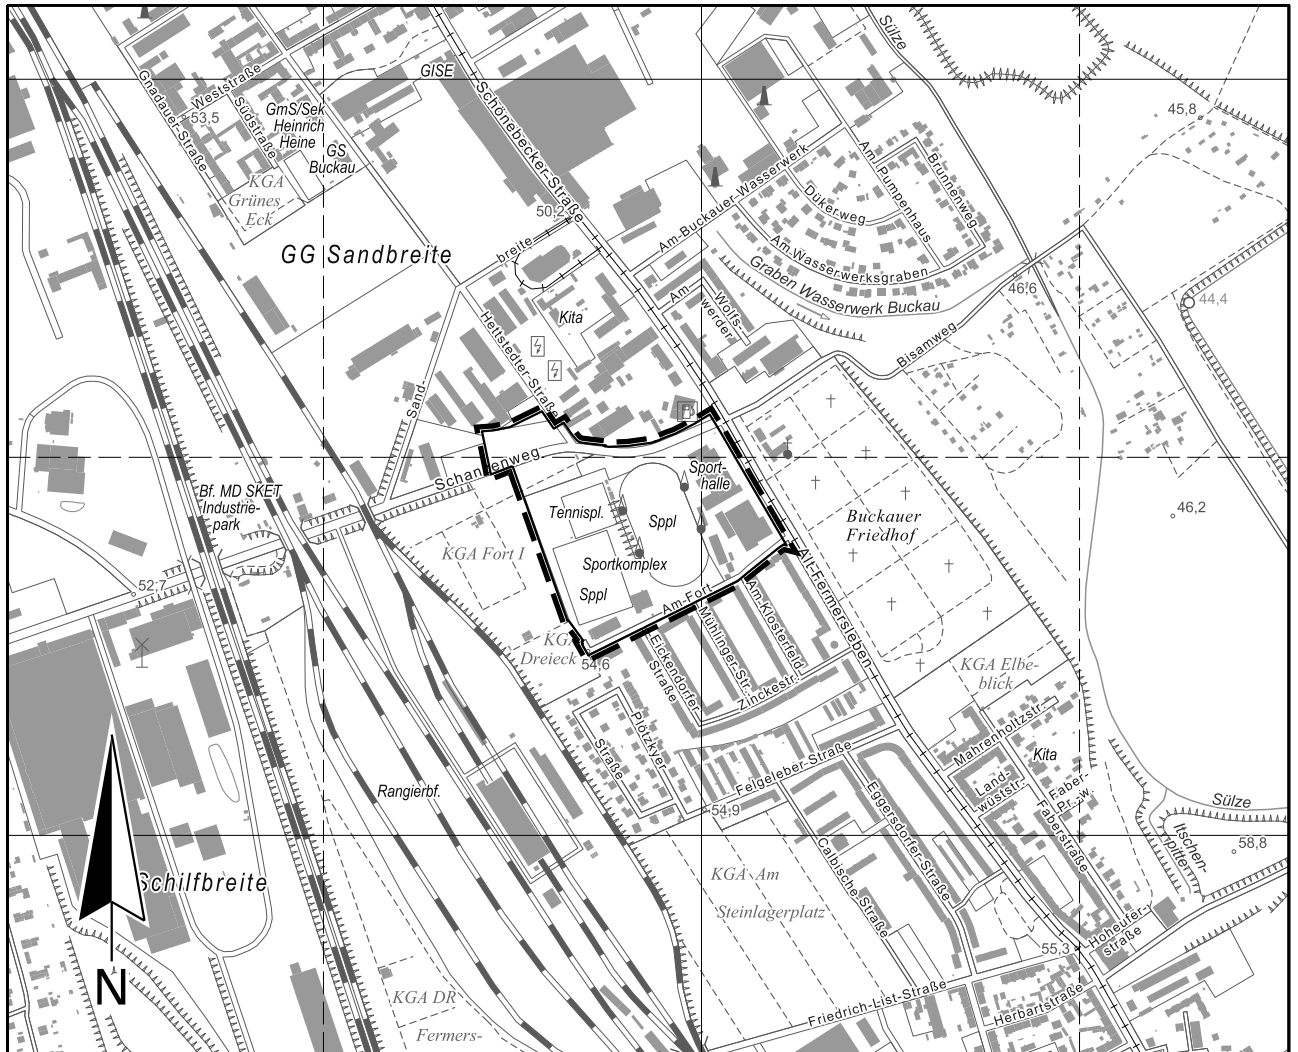 Sülze
GISE
Gnadauer-Straße
Weststraße
Südstraße
53,5
GmS/Sek
Heinrich
Heine
GS
Buckau
KGA
Grünes
Eck
Schönebecker-Straße
45,8
Am-Buckauer-Wasserwerk
Am-Pumpenhaus
Brunnenweg
Dükerweg
50,2
GG Sandbreite
breite
Am-Wasserwerksgraben
Graben Wasserwerk Buckau
46,6
44,4
Am-
Wolfs-
werder
Kita
Hettstedter-Straße
Bisamweg
Sand-
Schanzenweg
Sport-
halle
Bf. MD SKET
Industrie-
park
Tennispl.
Sppl
Buckauer
Friedhof
46,2
KGA Fort I
Sportkomplex
Sppl
52,7
Am-Fort
Alt-Fermersleben
Am-Klosterfeld
Mühlinger-Str.
Eickendorfer
Straße
Zinckestr.
KGA
Dreieck
54,6
KGA Elbe-
blick
Plötzkyer
Straße
Mahrenholtzstr.
Kita
Rangierbf.
Felgeleber-Straße
Land-
wüststr.
Faber-
Pr.-w.
Faberstraße
Sülze
54,9
Eggersdorfer-Straße
Calbische-Straße
Itschen-
pitten
58,8
Schilfbreite
KGA Am
Steinlagerplatz
Hoheufer-
straße
55,3
N
KGA DR
Fermers-
Friedrich-List-Straße
Herbartstraße